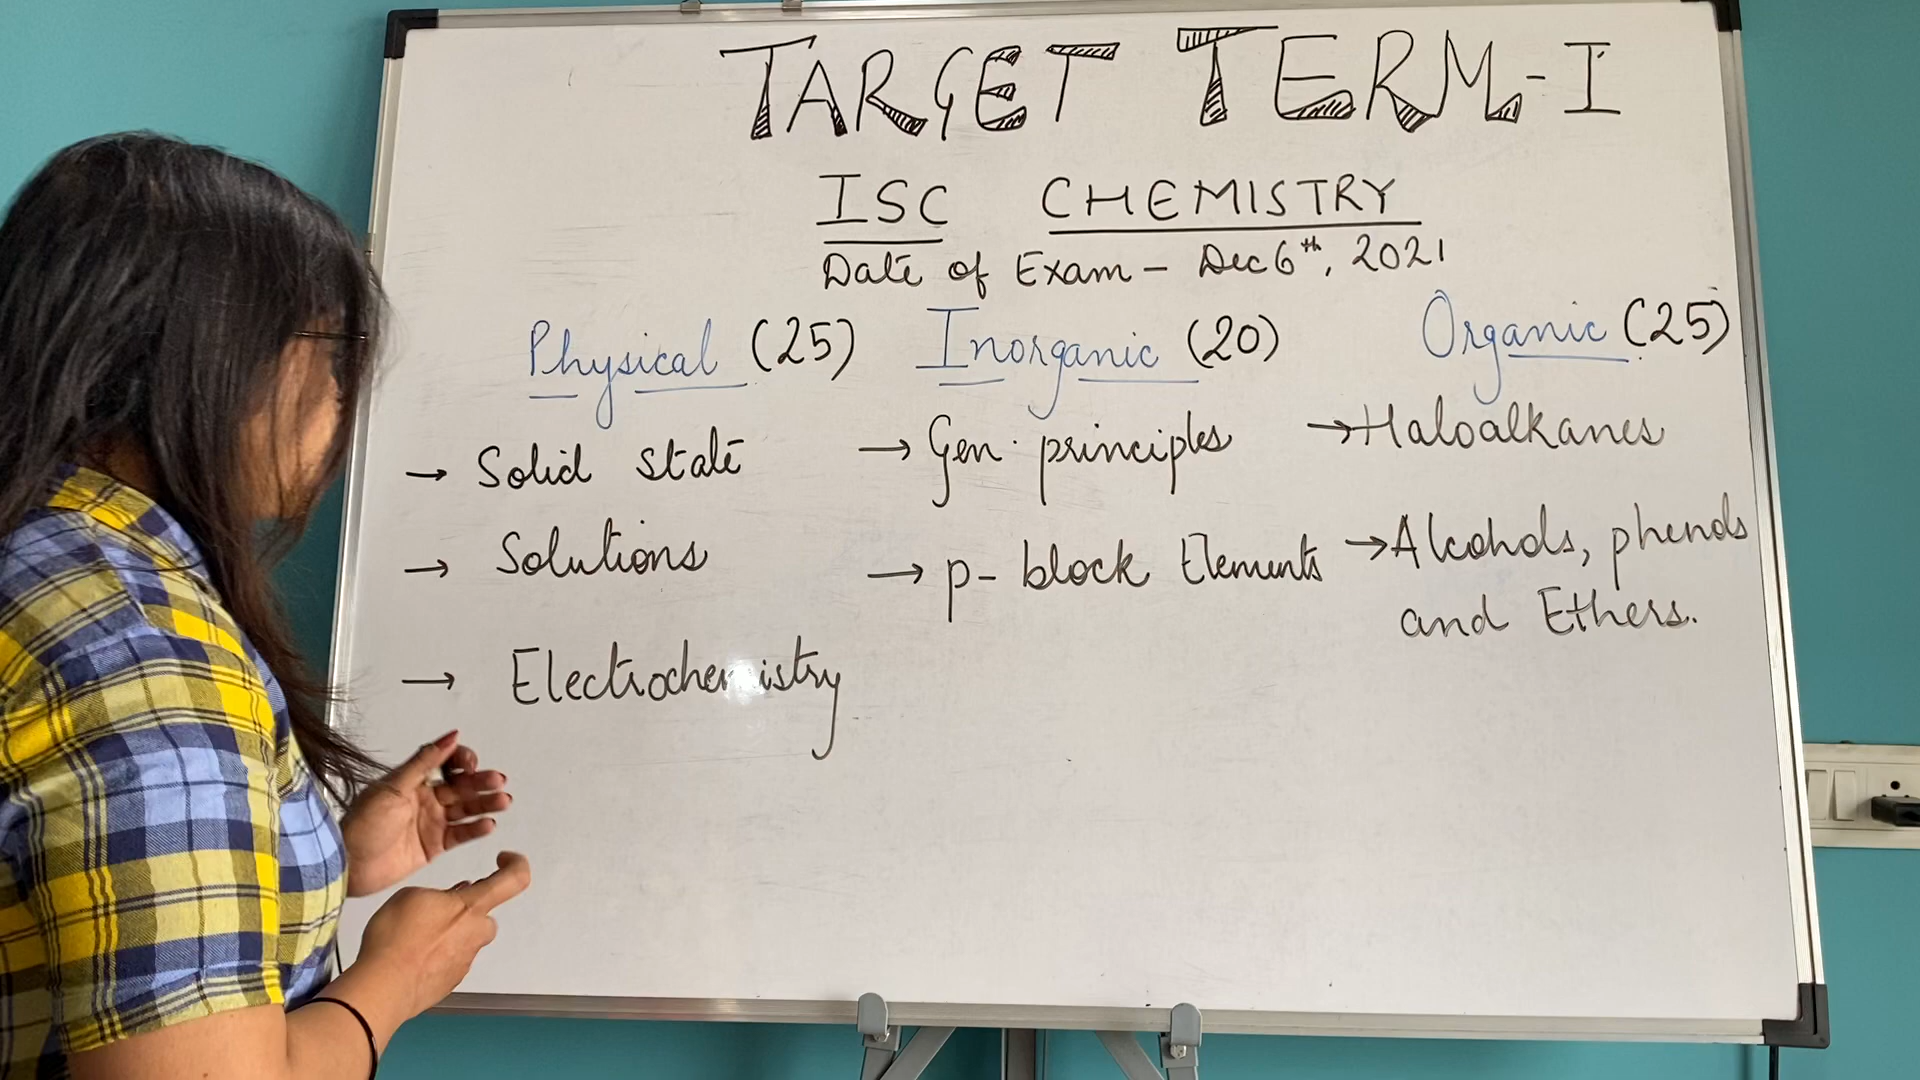 TARGET TERM-I
ISC CHEMISTRY
Date of Exam - Dec 6th, 2021
Physical (25)
→ Solid state
→ Solutions
→ Electrochemistry
Inorganic (20)
→ Gen. principles
→ p-block Elements
Organic (25)
→ Haloalkanes
→ Alcohols, phenols
and Ethers.